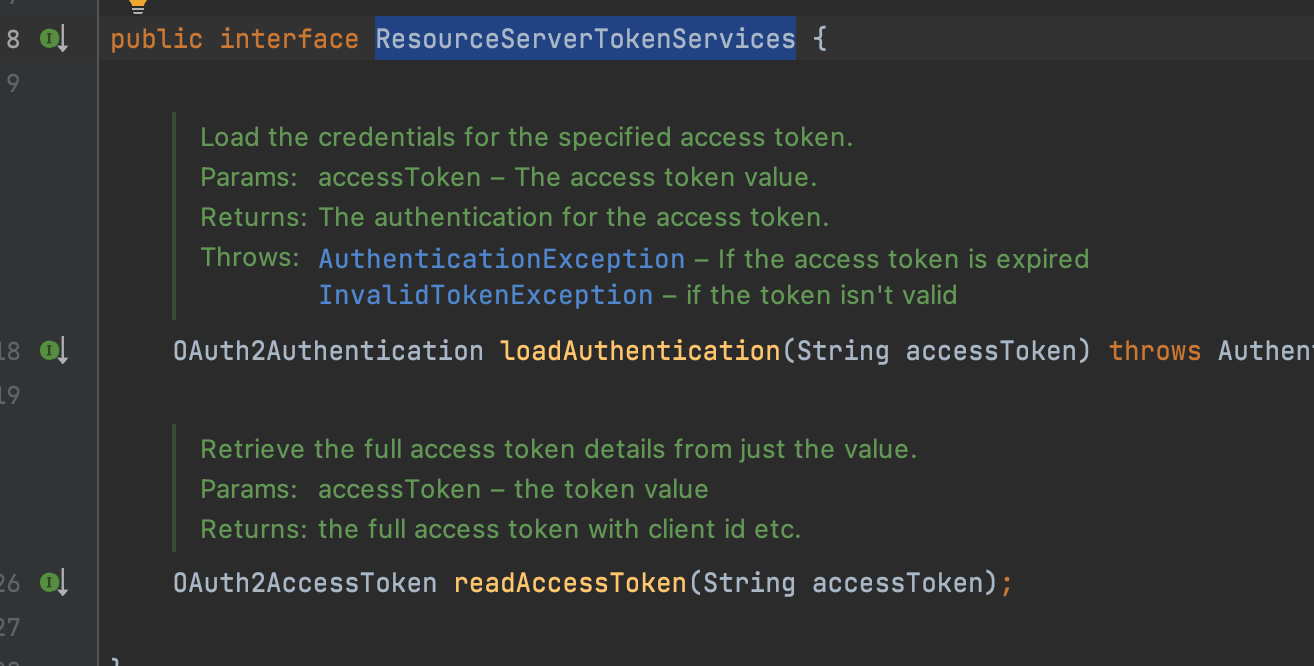 8 public interface ResourceServerTokenServices {
9
Load the credentials for the specified access token.
Params: accessToken – The access token value.
Returns: The authentication for the access token.
Throws: AuthenticationException – If the access token is expired
InvalidTokenException – if the token isn't valid
18 OAuth2Authentication loadAuthentication(String accessToken) throws Authen
19
Retrieve the full access token details from just the value.
Params: accessToken – the token value
Returns: the full access token with client id etc.
26 OAuth2AccessToken readAccessToken(String accessToken);
27
}